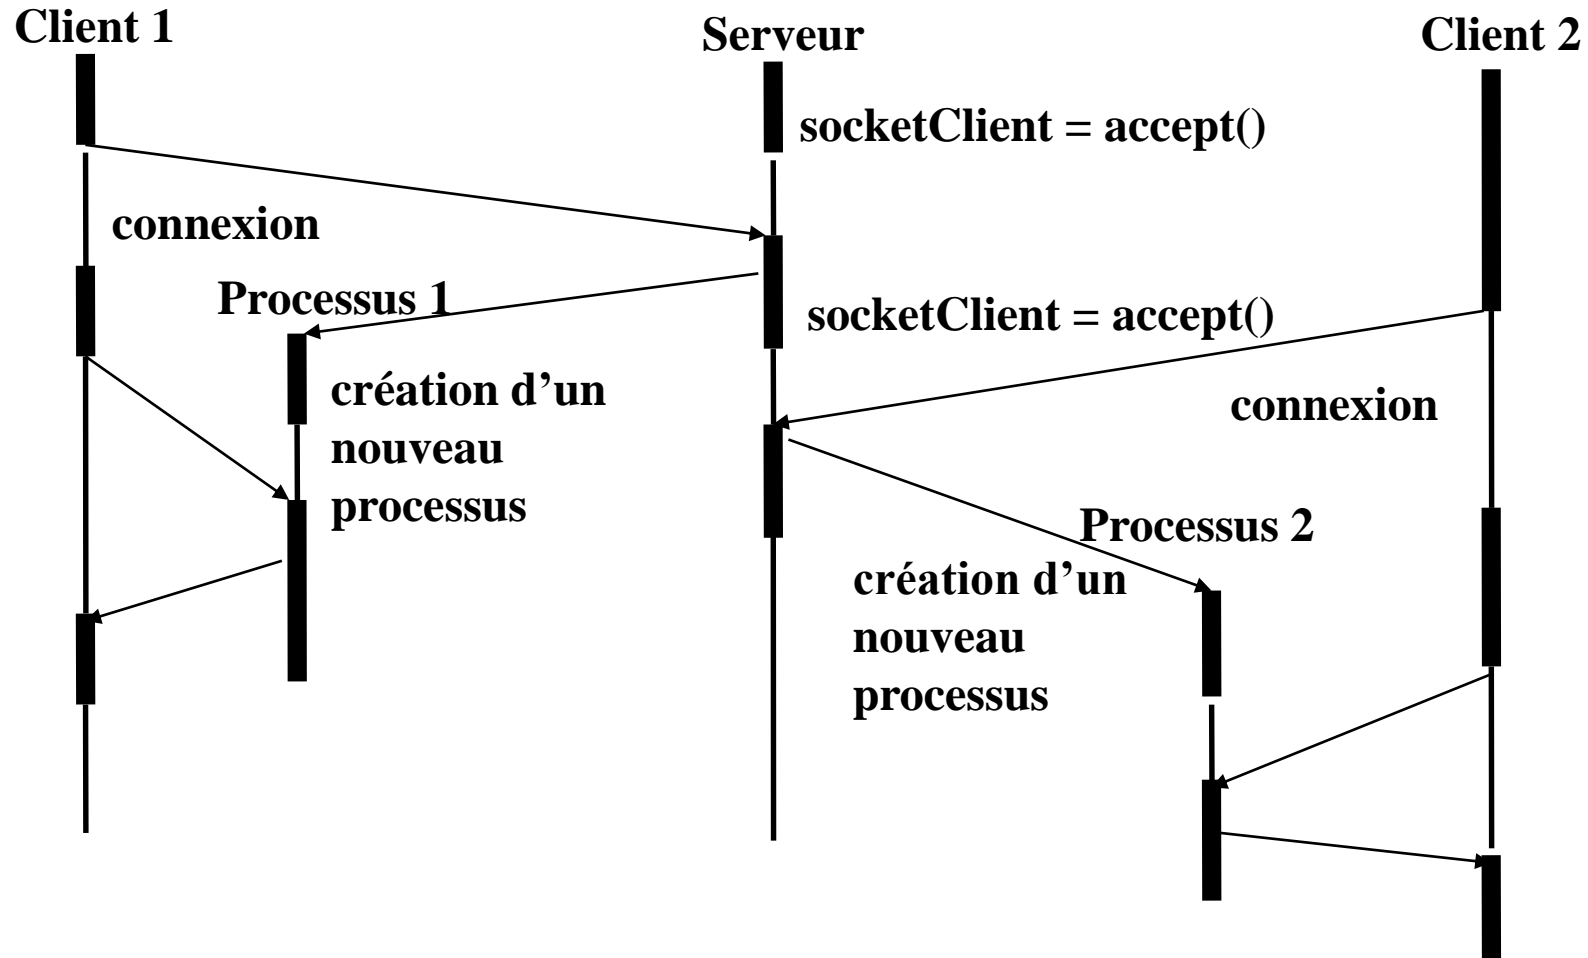 Client 1
Serveur
Client 2
socketClient = accept()
connexion
Processus 1
socketClient = accept()
création d’un
nouveau
processus
connexion
Processus 2
création d’un
nouveau
processus